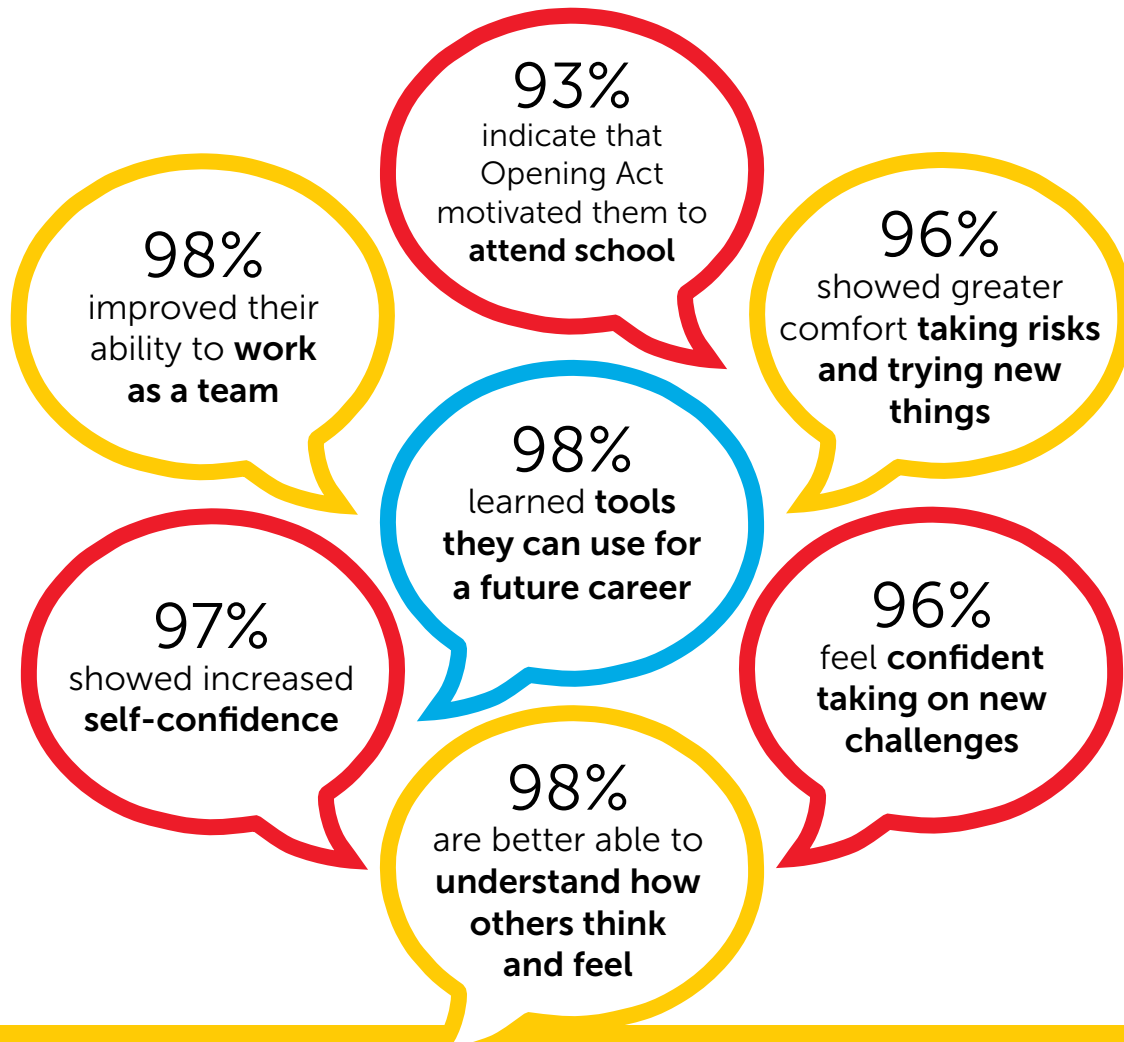 93%
indicate that
Opening Act
motivated them to
attend school
98%
improved their
ability to work
as a team
96%
showed greater
comfort taking risks
and trying new
things
98%
learned tools
they can use for
a future career
97%
showed increased
self-confidence
96%
feel confident
taking on new
challenges
98%
are better able to
understand how
others think
and feel